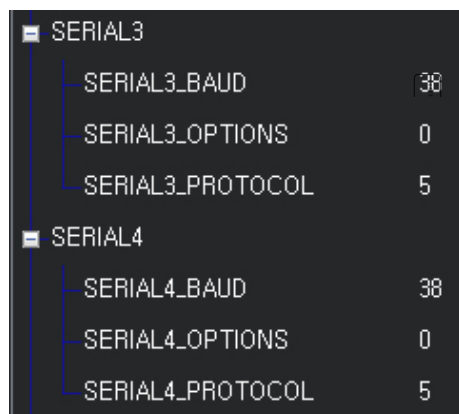 SERIAL3
SERIAL3_BAUD 38
SERIAL3_OPTIONS 0
SERIAL3_PROTOCOL 5
SERIAL4
SERIAL4_BAUD 38
SERIAL4_OPTIONS 0
SERIAL4_PROTOCOL 5